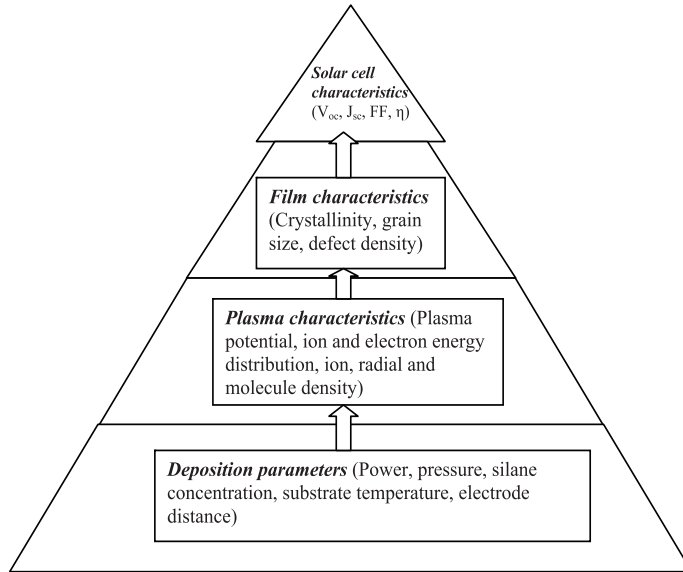 Solar cell
characteristics
(Voc, Jsc, FF, η)
Film characteristics
(Crystallinity, grain
size, defect density)
Plasma characteristics (Plasma
potential, ion and electron energy
distribution, ion, radial and
molecule density)
Deposition parameters (Power, pressure, silane
concentration, substrate temperature, electrode
distance)